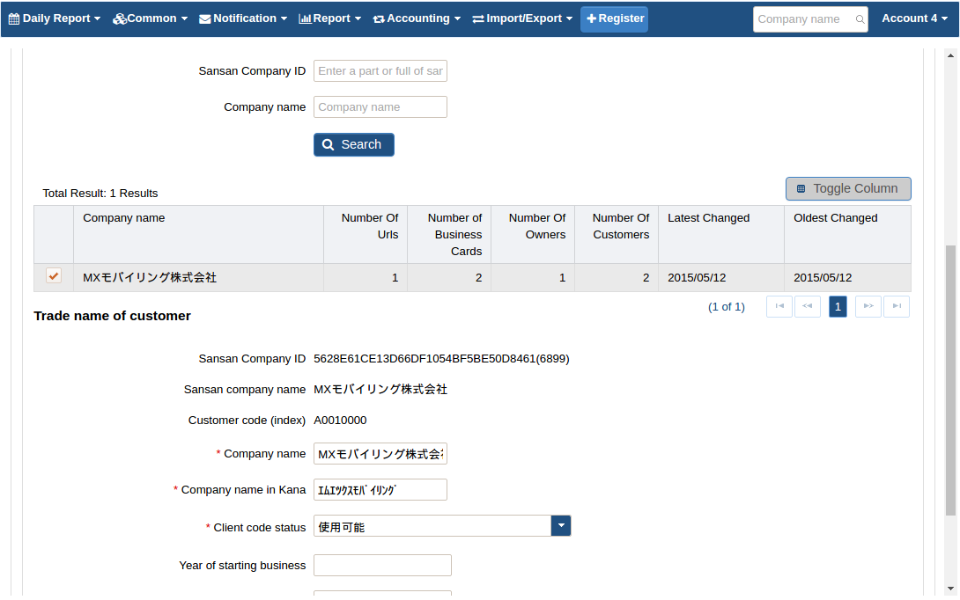 Daily Report Common Notification Report Accounting Import/Export Register Company name Account 4
Sansan Company ID Enter a part or full of sar
Company name Company name
Search
Total Result: 1 Results
Toggle Column
Company name Number Of Urls Number of Business Cards Number Of Owners Number Of Customers Latest Changed Oldest Changed
MXモバイリング株式会社 1 2 1 2 2015/05/12 2015/05/12
(1 of 1) 1
Trade name of customer
Sansan Company ID 5628E61CE13D66DF1054BF5BE50D8461(6899)
Sansan company name MXモバイリング株式会社
Customer code (index) A0010000
* Company name MXモバイリング株式会
* Company name in Kana ｴﾑｴﾂｸｽﾓﾊﾞｲﾘﾝｸﾞ
* Client code status 使用可能
Year of starting business